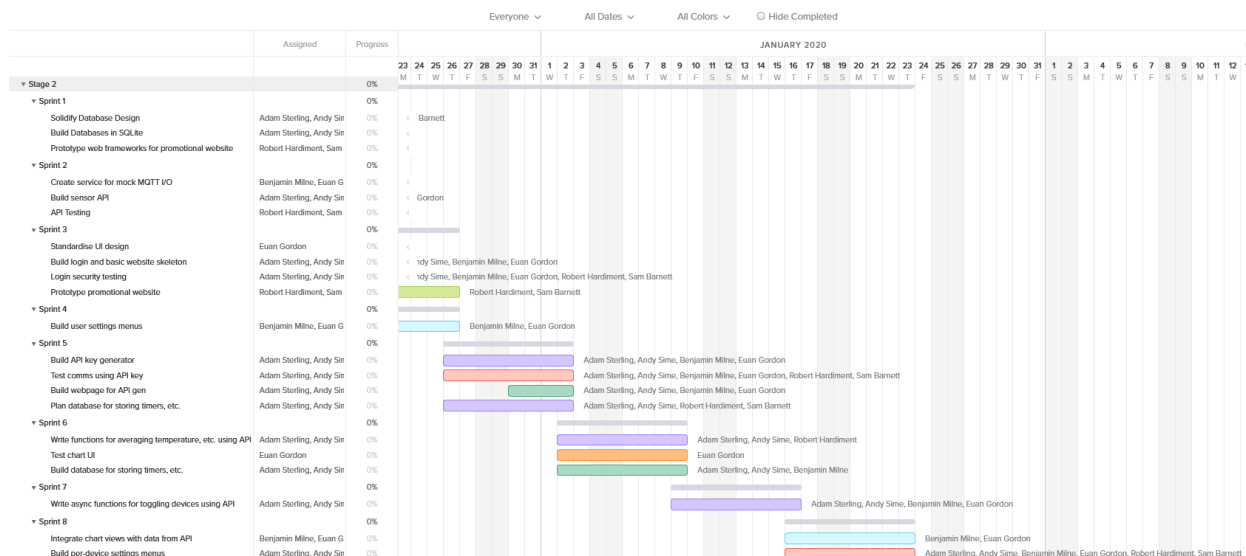 Everyone All Dates All Colors Hide Completed
Assigned Progress JANUARY 2020
23 24 25 26 27 28 29 30 31 1 2 3 4 5 6 7 8 9 10 11 12 13 14 15 16 17 18 19 20 21 22 23 24 25 26 27 28 29 30 31 1 2 3 4 5 6 7 8 9 10 11 12
M T W T F S S M T W T F S S M T W T F S S M T W T F S S M T W T F S S M T W T F S S M T W T F S S M T W
Stage 2 0%
Sprint 1 0%
Solidify Database Design Adam Sterling, Andy Sin 0% Barnett
Build Databases in SQLite Adam Sterling, Andy Sin 0%
Prototype web frameworks for promotional website Robert Hardiment, Sam 0%
Sprint 2 0%
Create service for mock MQTT I/O Benjamin Milne, Euan G 0%
Build sensor API Adam Sterling, Andy Sin 0% Gordon
API Testing Robert Hardiment, Sam 0%
Sprint 3 0%
Standardise UI design Euan Gordon 0%
Build login and basic website skeleton Adam Sterling, Andy Sin 0% ndy Sime, Benjamin Milne, Euan Gordon
Login security testing Adam Sterling, Andy Sin 0% ndy Sime, Benjamin Milne, Euan Gordon, Robert Hardiment, Sam Barnett
Prototype promotional website Robert Hardiment, Sam 0% Robert Hardiment, Sam Barnett
Sprint 4 0%
Build user settings menus Benjamin Milne, Euan G 0% Benjamin Milne, Euan Gordon
Sprint 5 0%
Build API key generator Adam Sterling, Andy Sin 0% Adam Sterling, Andy Sime, Benjamin Milne, Euan Gordon
Test comms using API key Adam Sterling, Andy Sin 0% Adam Sterling, Andy Sime, Benjamin Milne, Euan Gordon, Robert Hardiment, Sam Barnett
Build webpage for API gen Adam Sterling, Andy Sin 0% Adam Sterling, Andy Sime, Benjamin Milne, Euan Gordon
Plan database for storing timers, etc. Adam Sterling, Andy Sin 0% Adam Sterling, Andy Sime, Robert Hardiment, Sam Barnett
Sprint 6 0%
Write functions for averaging temperature, etc. using API Adam Sterling, Andy Sin 0% Adam Sterling, Andy Sime, Robert Hardiment
Test chart UI Euan Gordon 0% Euan Gordon
Build database for storing timers, etc. Adam Sterling, Andy Sin 0% Adam Sterling, Andy Sime, Benjamin Milne
Sprint 7 0%
Write async functions for toggling devices using API Adam Sterling, Andy Sin 0% Adam Sterling, Andy Sime, Benjamin Milne, Euan Gordon
Sprint 8 0%
Integrate chart views with data from API Benjamin Milne, Euan G 0% Benjamin Milne, Euan Gordon
Build per-device settings menus Adam Sterling, Andy Sin 0% Adam Sterling, Andy Sime, Benjamin Milne, Euan Gordon, Robert Hardiment, Sam Barnett